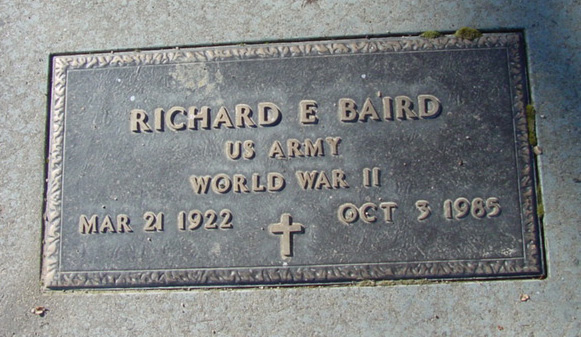 RICHARD E BAIRD
US ARMY
WORLD WAR II
MAR 21 1922 OCT 3 1985